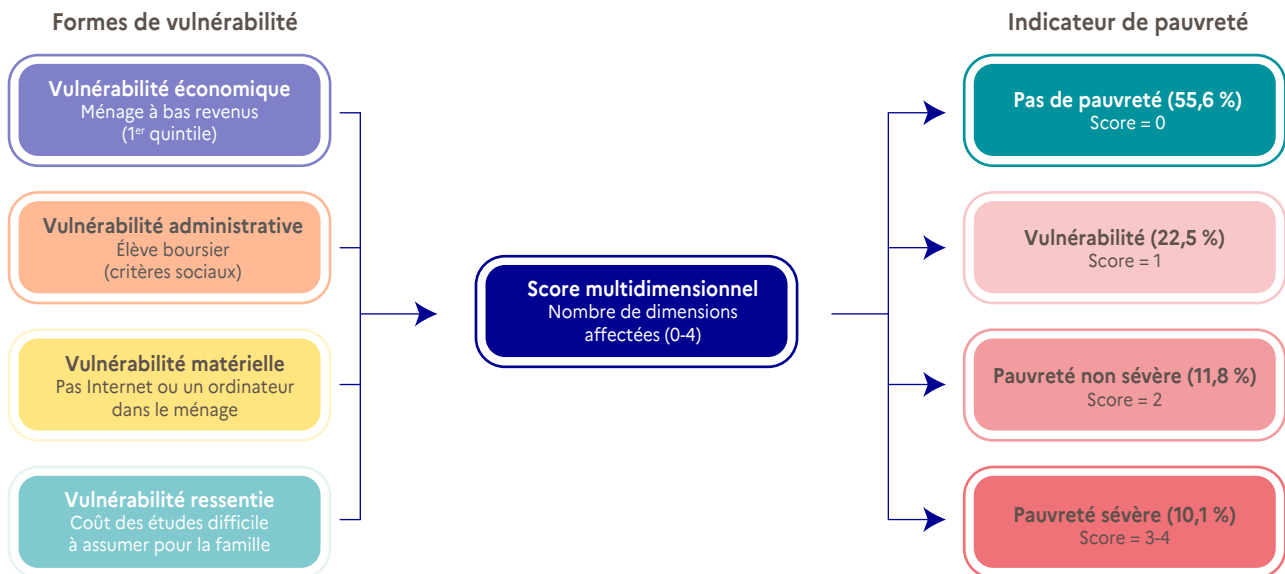 Formes de vulnérabilité
Vulnérabilité économique
Ménage à bas revenus
(1er quintile)
Vulnérabilité administrative
Élève boursier
(critères sociaux)
Vulnérabilité matérielle
Pas Internet ou un ordinateur
dans le ménage
Vulnérabilité ressentie
Coût des études difficile
à assumer pour la famille
Score multidimensionnel
Nombre de dimensions
affectées (0-4)
Indicateur de pauvreté
Pas de pauvreté (55,6 %)
Score = 0
Vulnérabilité (22,5 %)
Score = 1
Pauvreté non sévère (11,8 %)
Score = 2
Pauvreté sévère (10,1 %)
Score = 3-4